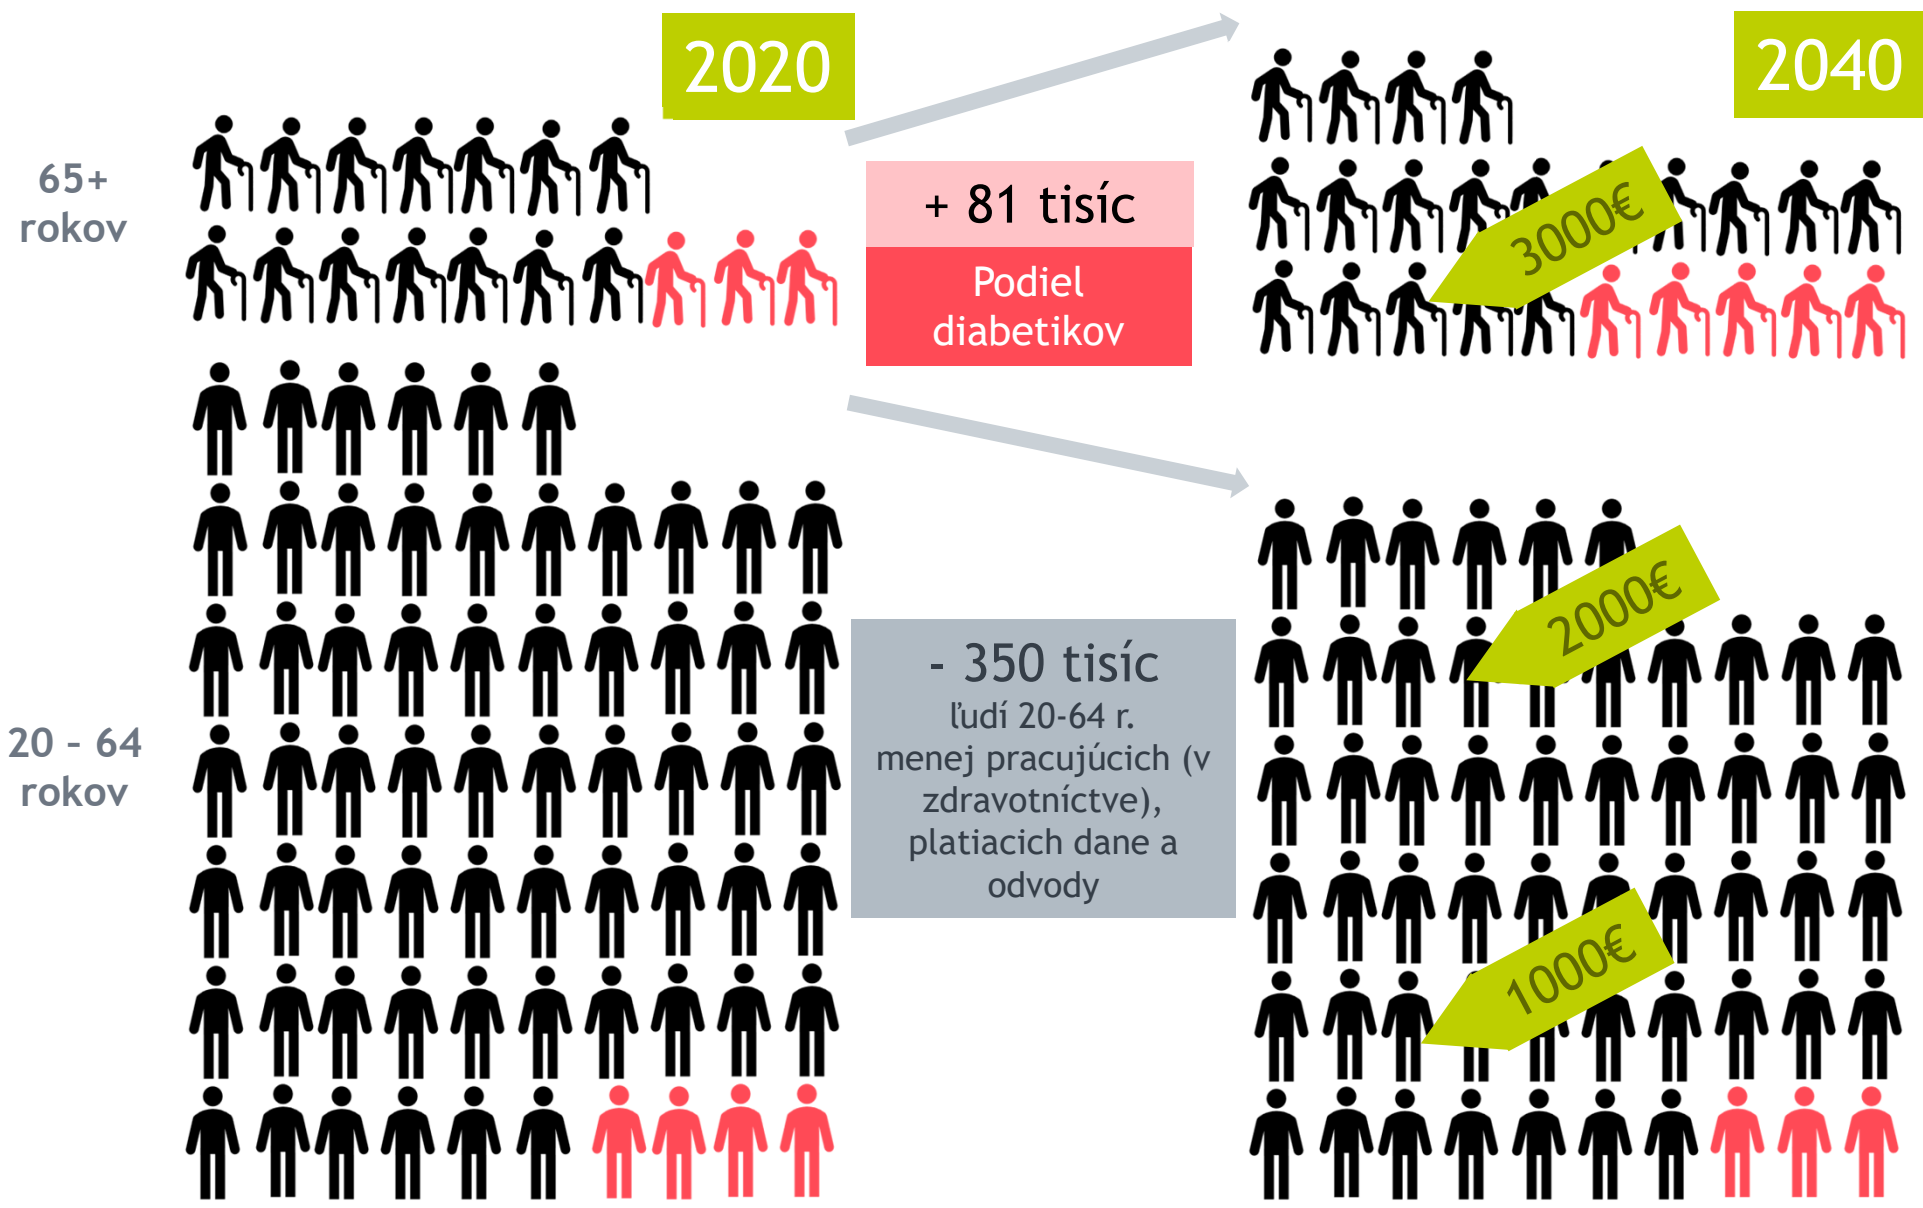 2020
2040
65+
rokov
+ 81 tisíc
Podiel
diabetikov
3000€
20 – 64
rokov
- 350 tisíc
ľudí 20-64 r.
menej pracujúcich (v
zdravotníctve),
platiacich dane a
odvody
2000€
1000€